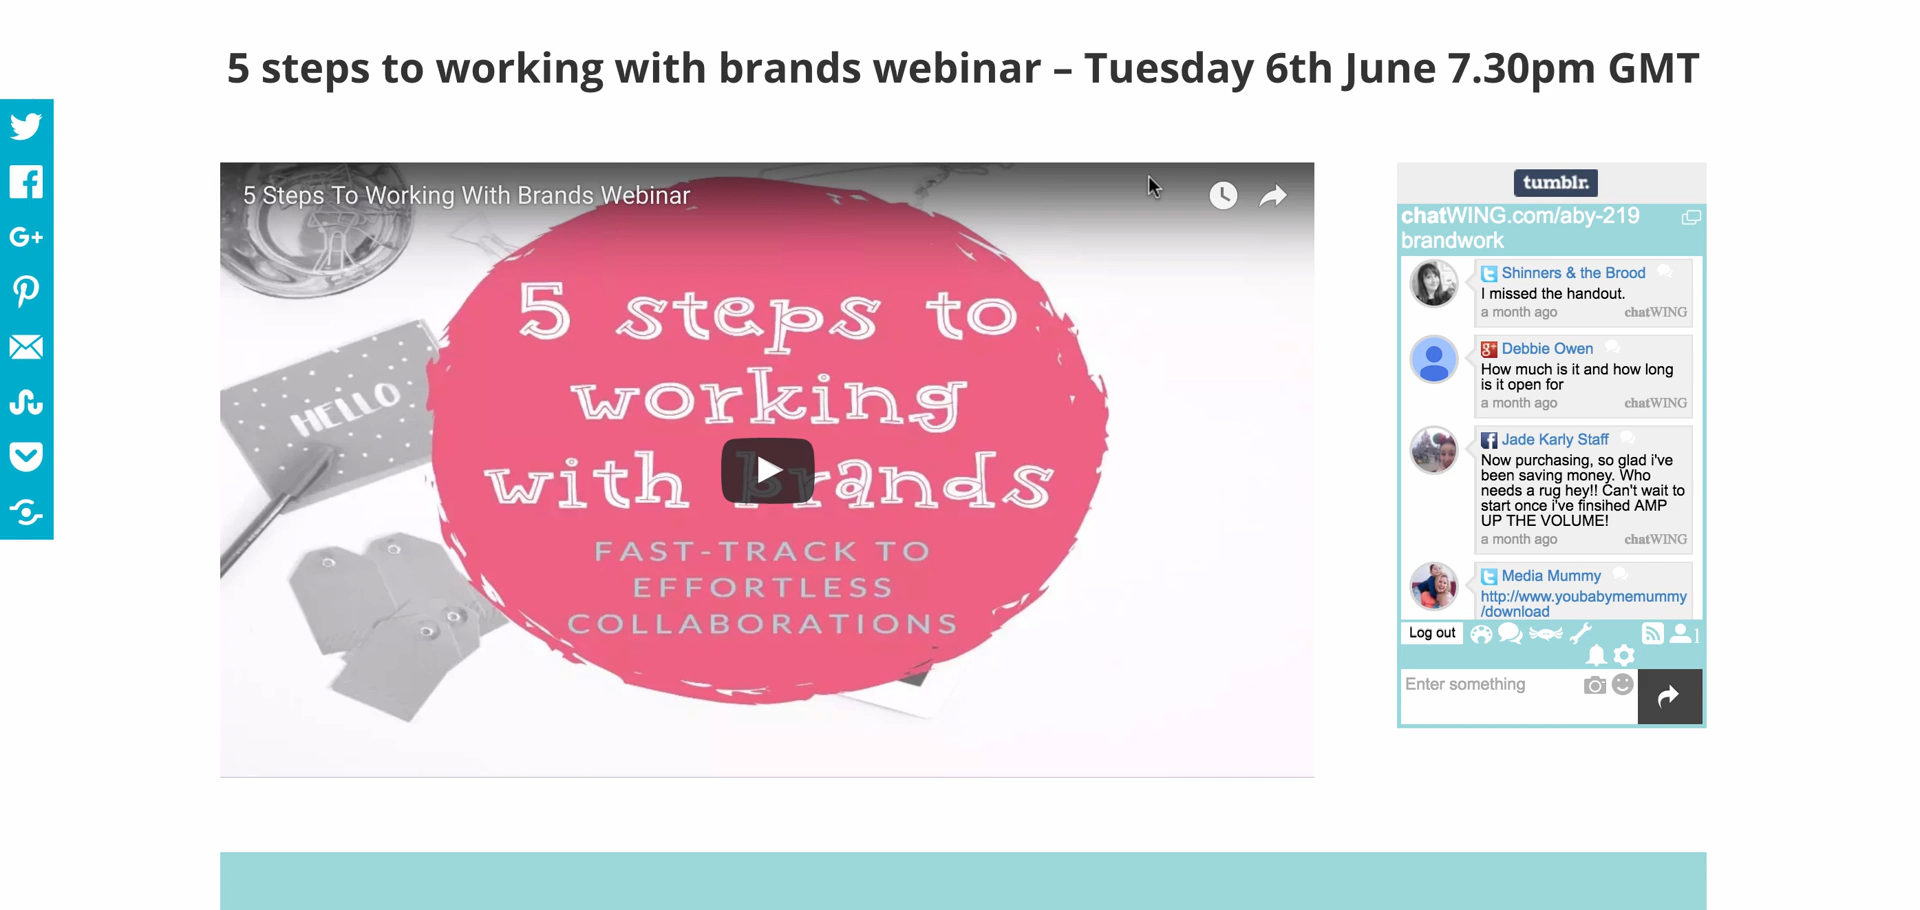 5 steps to working with brands webinar – Tuesday 6th June 7.30pm GMT
5 Steps To Working With Brands Webinar
HELLO
5 steps to
working
with brands
FAST-TRACK TO
EFFORTLESS
COLLABORATIONS
tumblr.
chatWING.com/aby-219
brandwork
Shinners & the Brood
I missed the handout.
a month ago chatWING
Debbie Owen
How much is it and how long
is it open for
a month ago chatWING
Jade Karly Staff
Now purchasing, so glad i've
been saving money. Who
needs a rug hey!! Can't wait to
start once i've finsihed AMP
UP THE VOLUME!
a month ago chatWING
Media Mummy
http://www.youbabymemummy
/download
Log out
1
Enter something
G+